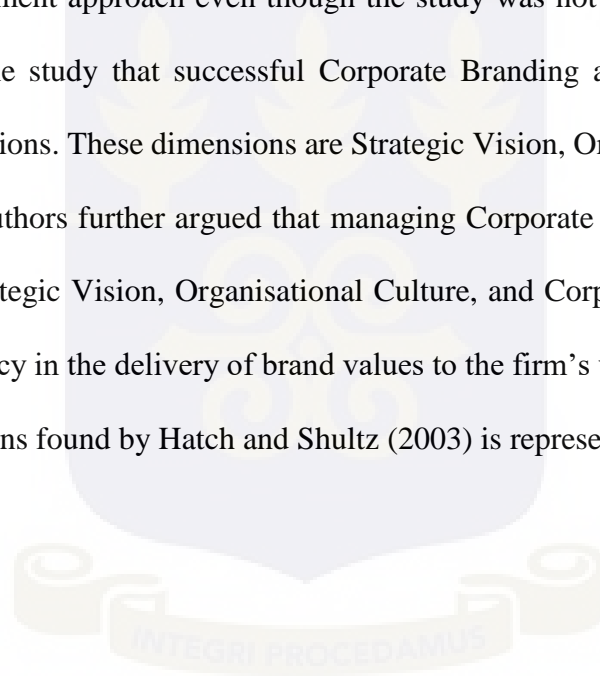 ment approach even though the study was not
e study that successful Corporate Branding a
ions. These dimensions are Strategic Vision, Or
uthors further argued that managing Corporate
tegic Vision, Organisational Culture, and Corp
cy in the delivery of brand values to the firm's
ns found by Hatch and Shultz (2003) is represe
INTEGRI PROCEDAMUS